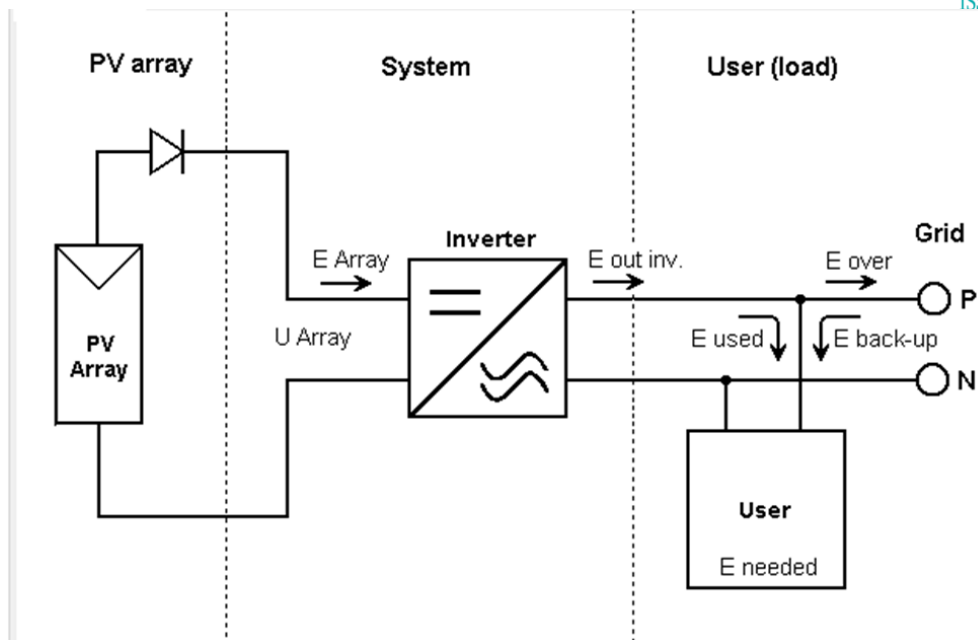 PV array
System
User (load)
Grid
Inverter
E Array
E out inv.
E over
P
U Array
E used
E back-up
PV
Array
N
User
E needed